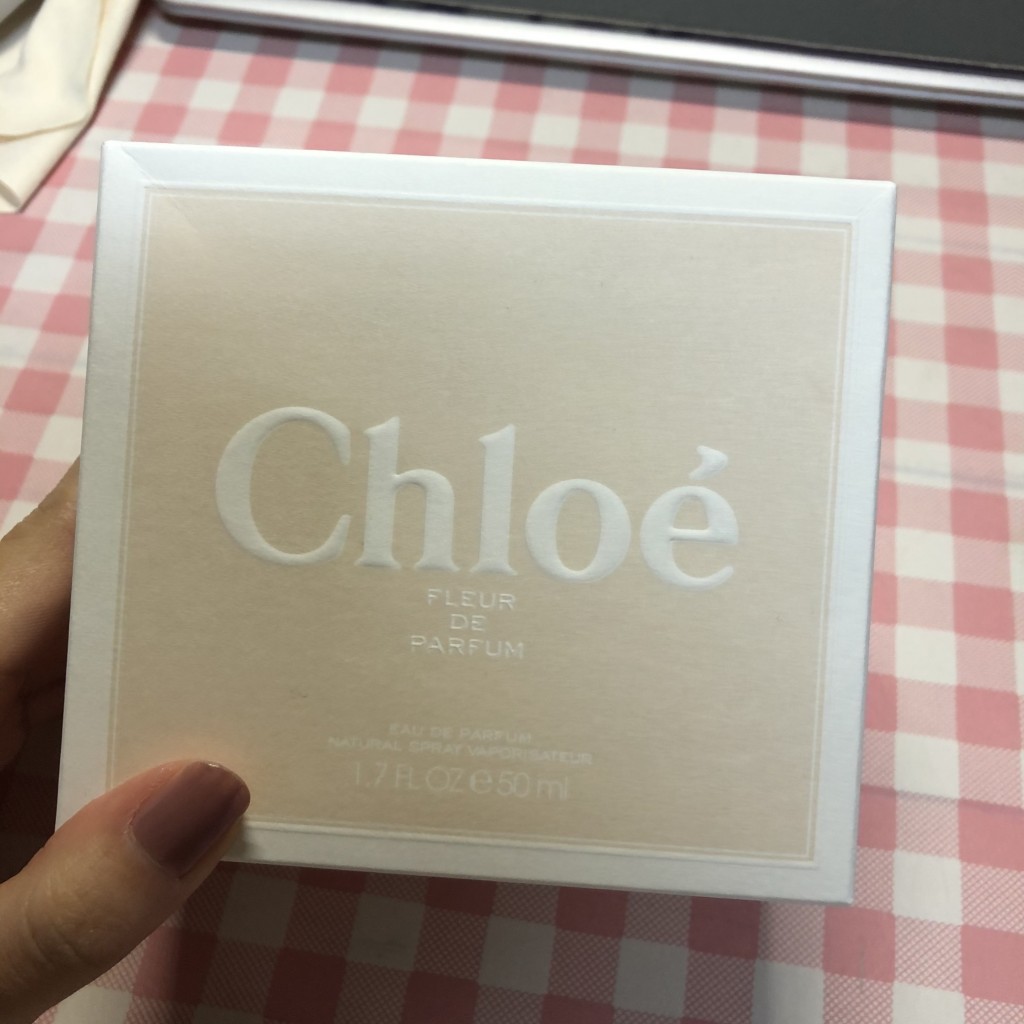 Chloé
FLEUR
DE
PARFUM
EAU DE PARFUM
NATURAL SPRAY VAPORISATEUR
1.7 FL OZ ℮ 50 ml